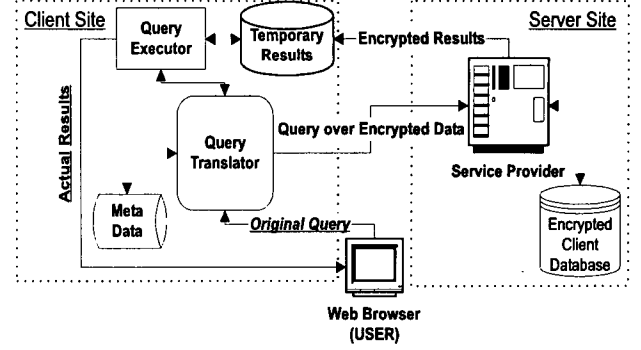 Client Site
Query
Executor
Temporary
Results
Encrypted Results
Server Site
Actual Results
Query
Translator
Query over Encrypted Data
Service Provider
Meta
Data
Original Query
Encrypted
Client
Database
Web Browser
(USER)